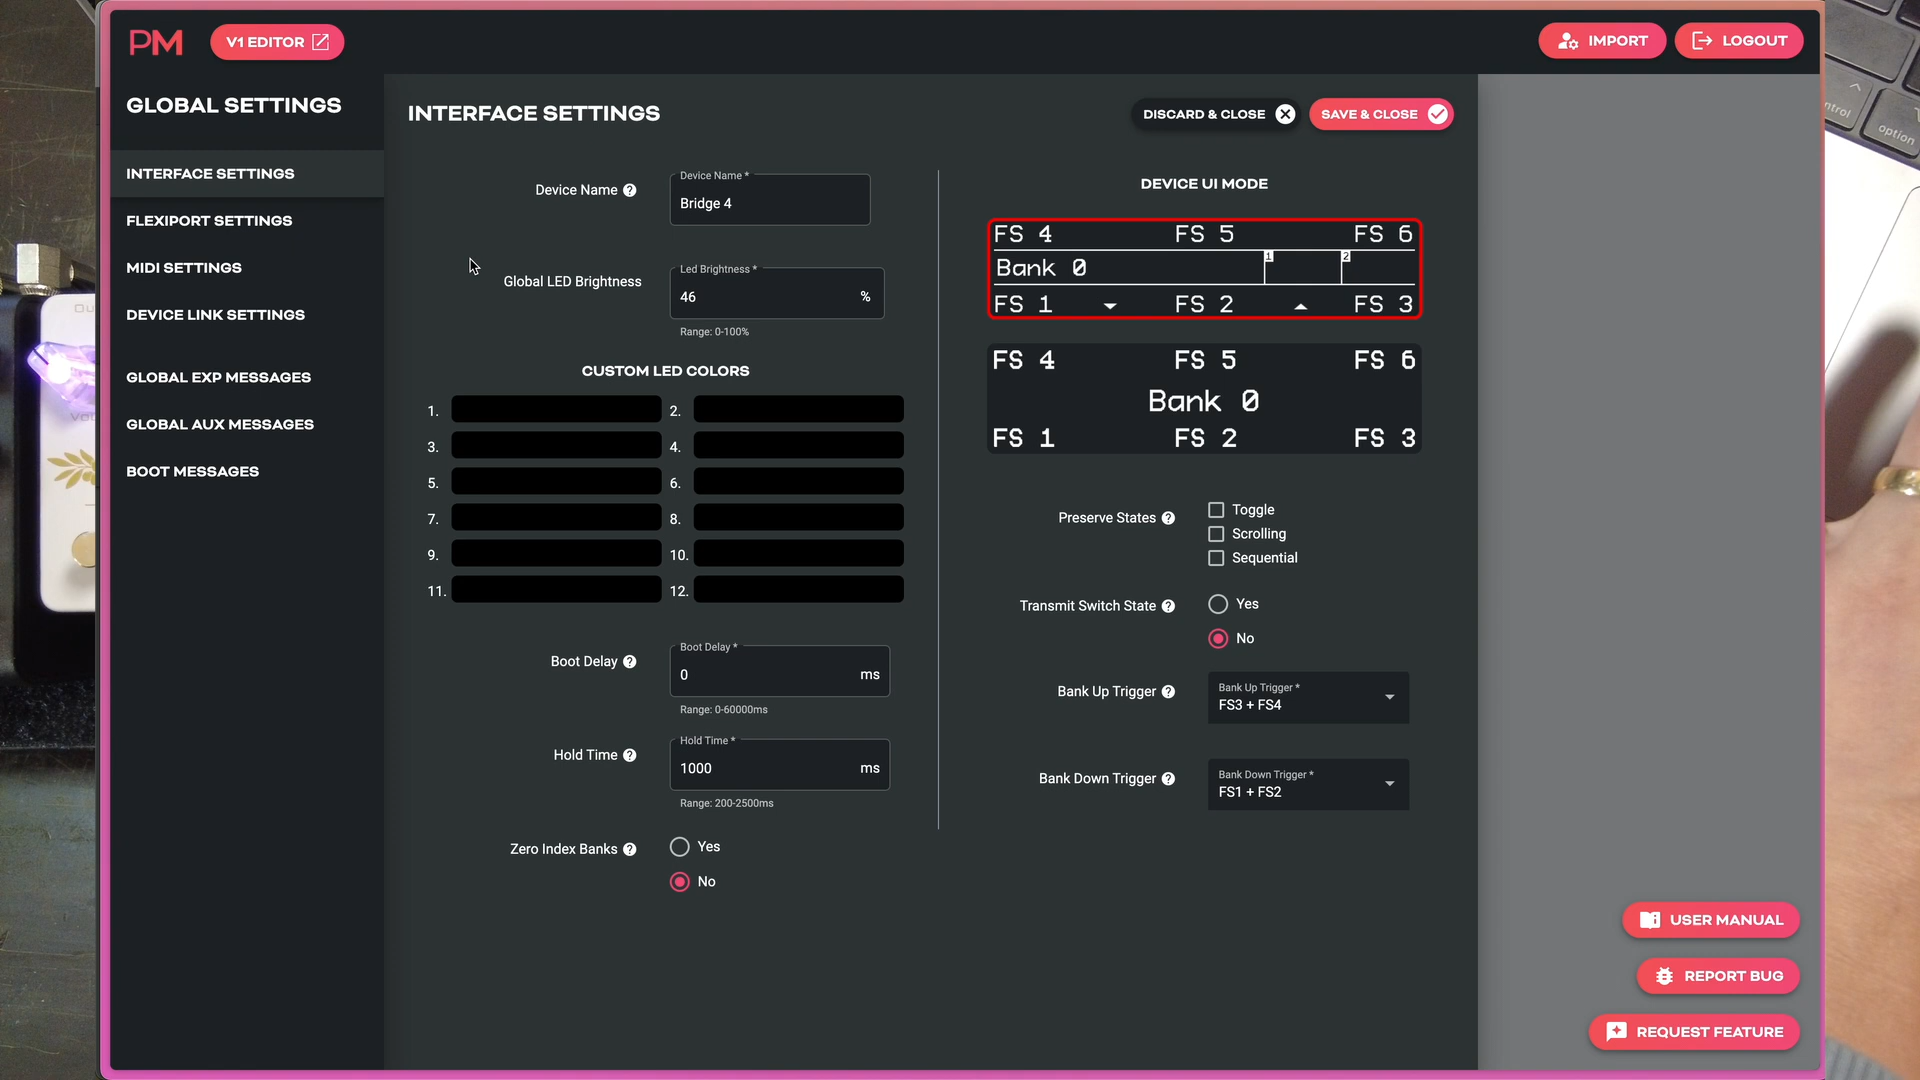 PM
V1 EDITOR
IMPORT
LOGOUT
GLOBAL SETTINGS
INTERFACE SETTINGS
FLEXIPORT SETTINGS
MIDI SETTINGS
DEVICE LINK SETTINGS
GLOBAL EXP MESSAGES
GLOBAL AUX MESSAGES
BOOT MESSAGES
INTERFACE SETTINGS
DISCARD & CLOSE
SAVE & CLOSE
Device Name
Device Name *
Bridge 4
Global LED Brightness
Led Brightness *
46 %
Range: 0-100%
CUSTOM LED COLORS
1. 2.
3. 4.
5. 6.
7. 8.
9. 10.
11. 12.
Boot Delay
Boot Delay *
0 ms
Range: 0-60000ms
Hold Time
Hold Time *
1000 ms
Range: 200-2500ms
Zero Index Banks
Yes
No
DEVICE UI MODE
FS 4 FS 5 FS 6
Bank 0 1 2
FS 1 FS 2 FS 3
FS 4 FS 5 FS 6
Bank 0
FS 1 FS 2 FS 3
Preserve States
Toggle
Scrolling
Sequential
Transmit Switch State
Yes
No
Bank Up Trigger
Bank Up Trigger *
FS3 + FS4
Bank Down Trigger
Bank Down Trigger *
FS1 + FS2
USER MANUAL
REPORT BUG
REQUEST FEATURE
option